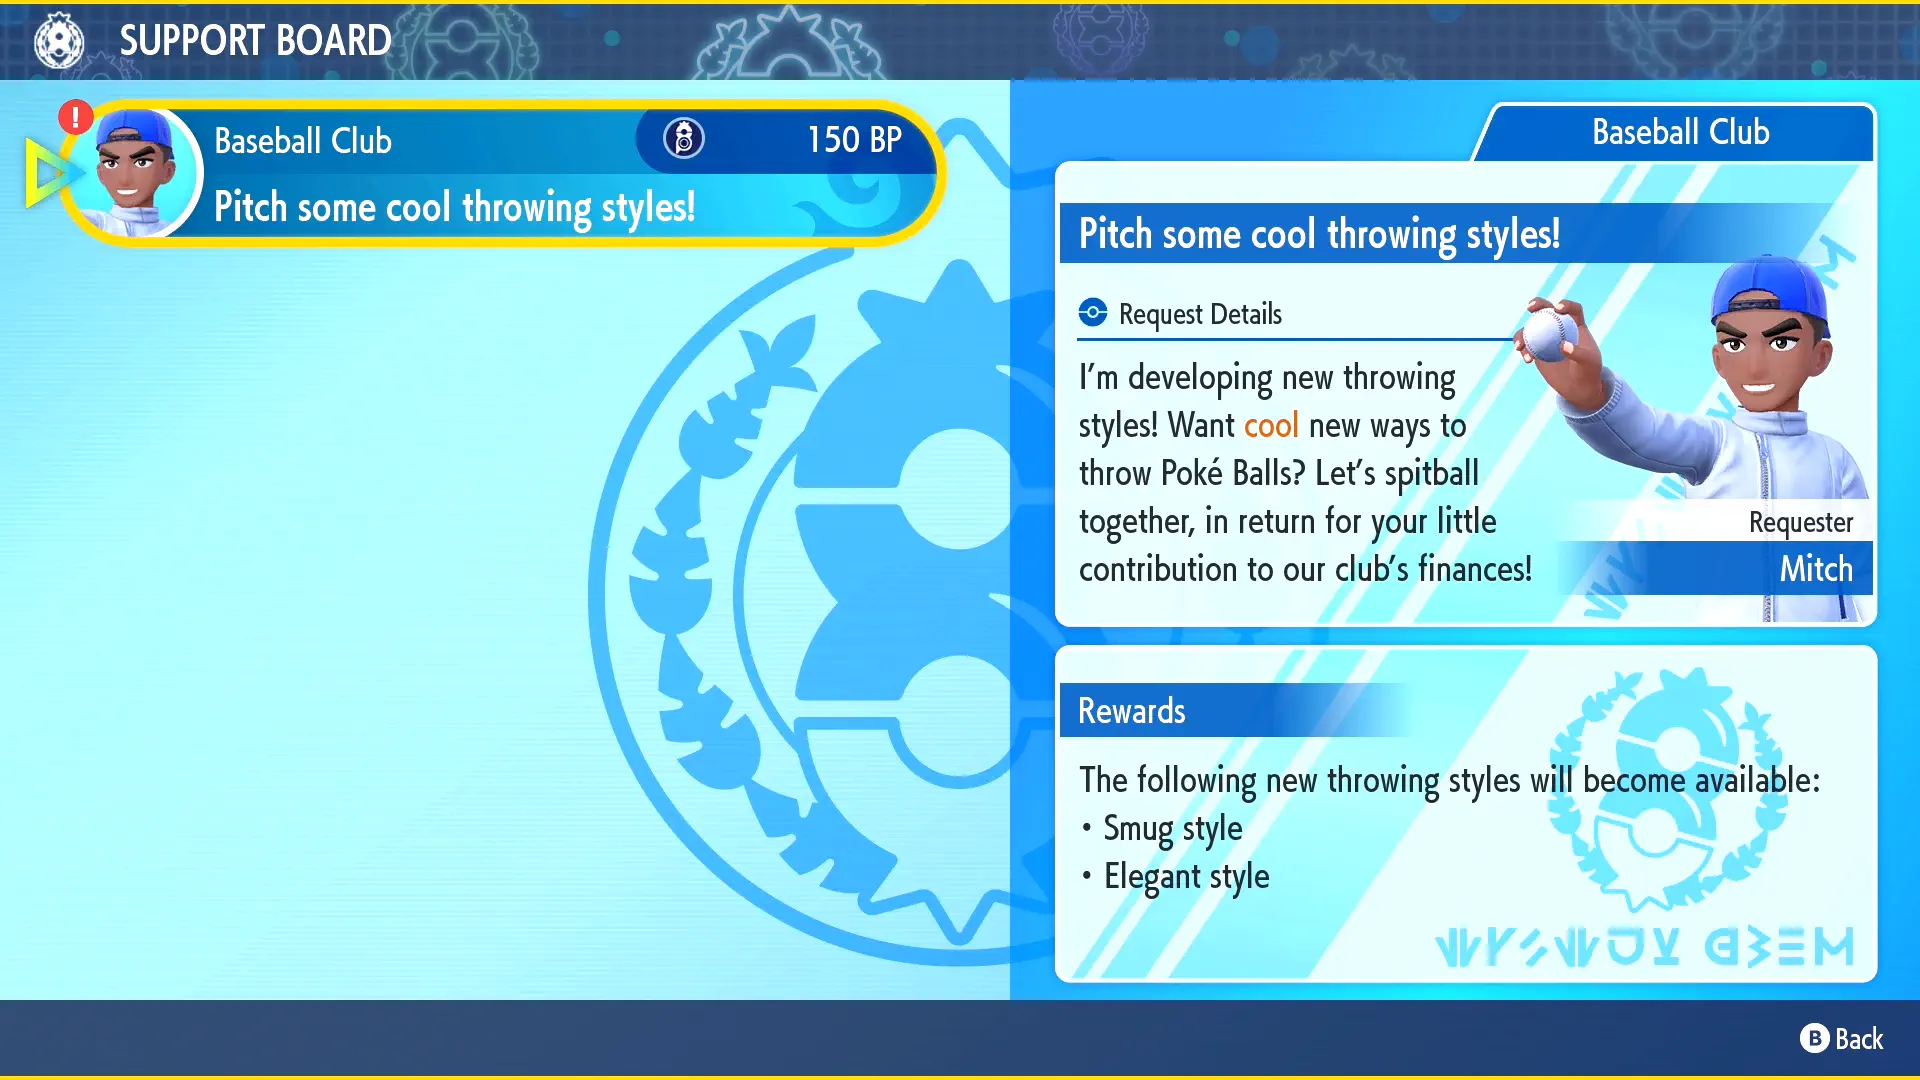 SUPPORT BOARD
!
Baseball Club
150 BP
Pitch some cool throwing styles!
Baseball Club
Pitch some cool throwing styles!
Request Details
I'm developing new throwing
styles! Want cool new ways to
throw Poké Balls? Let's spitball
together, in return for your little
contribution to our club's finances!
Requester
Mitch
Rewards
The following new throwing styles will become available:
• Smug style
• Elegant style
B Back